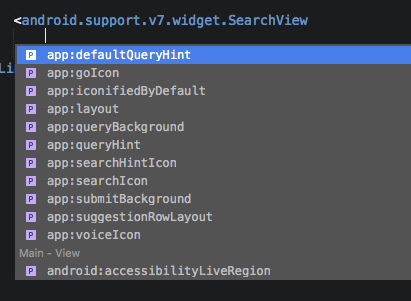 <android.support.v7.widget.SearchView
P app:defaultQueryHint
Li
P app:goIcon
P app:iconifiedByDefault
P app:layout
P app:queryBackground
P app:queryHint
P app:searchHintIcon
P app:searchIcon
P app:submitBackground
P app:suggestionRowLayout
P app:voiceIcon
Main - View
P android:accessibilityLiveRegion